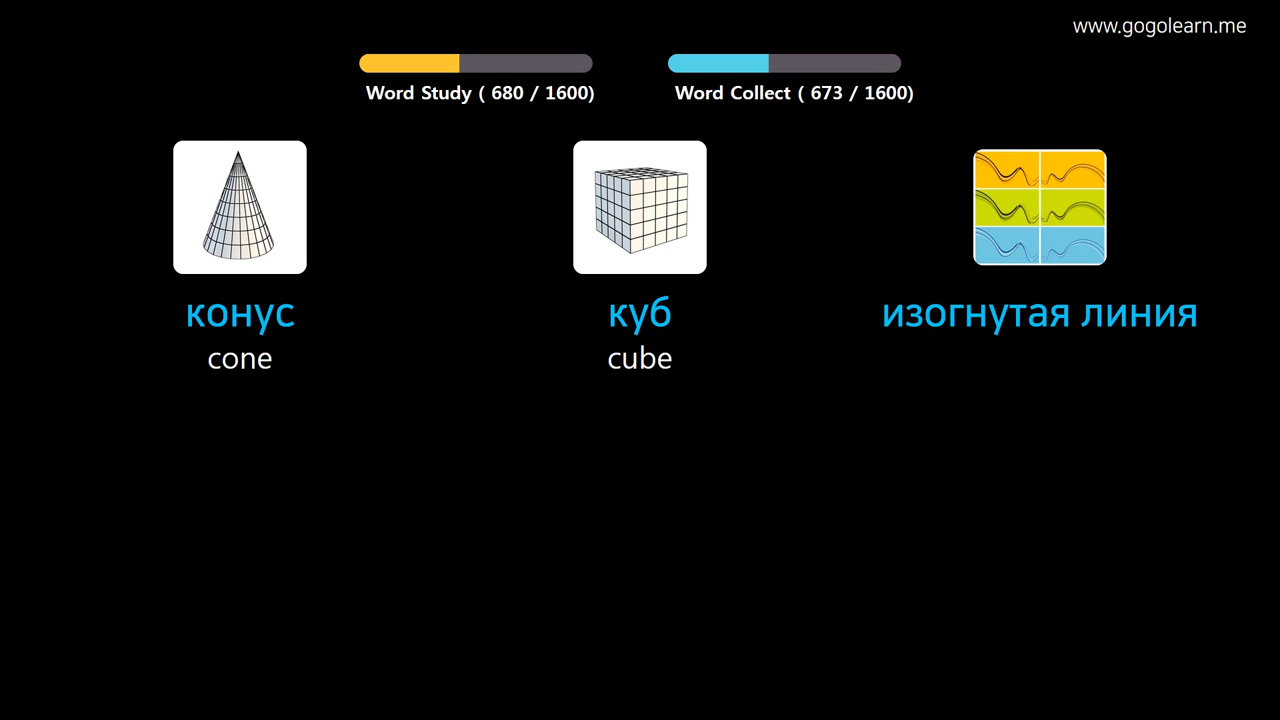 www.gogolearn.me
Word Study ( 680 / 1600)
Word Collect ( 673 / 1600)
конус
cone
куб
cube
изогнутая линия